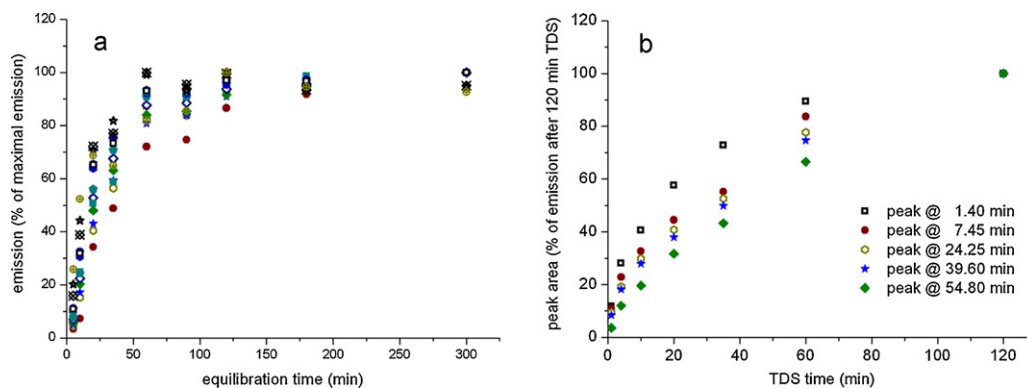 a
emission (% of maximal emission)
120
100
80
60
40
20
0
0 50 100 150 200 250 300
equilibration time (min)
b
peak area (% of emission after 120 min TDS)
120
100
80
60
40
20
0
peak @ 1.40 min
peak @ 7.45 min
peak @ 24.25 min
peak @ 39.60 min
peak @ 54.80 min
0 20 40 60 80 100 120
TDS time (min)